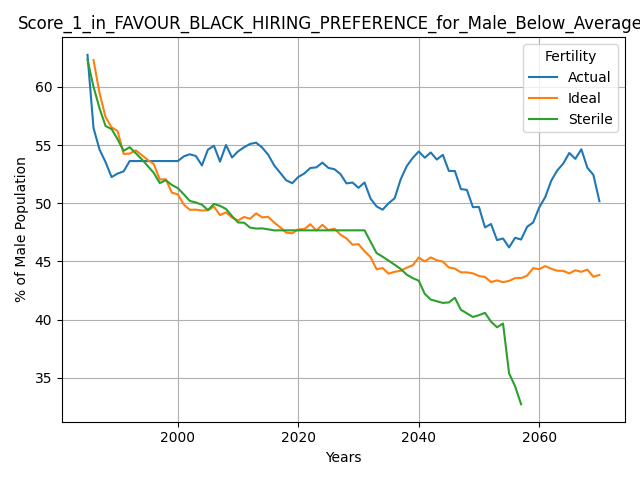 Score_1_in_FAVOUR_BLACK_HIRING_PREFERENCE_for_Male_Below_Average
Fertility
Actual
Ideal
Sterile
% of Male Population
60
55
50
45
40
35
2000
2020
2040
2060
Years